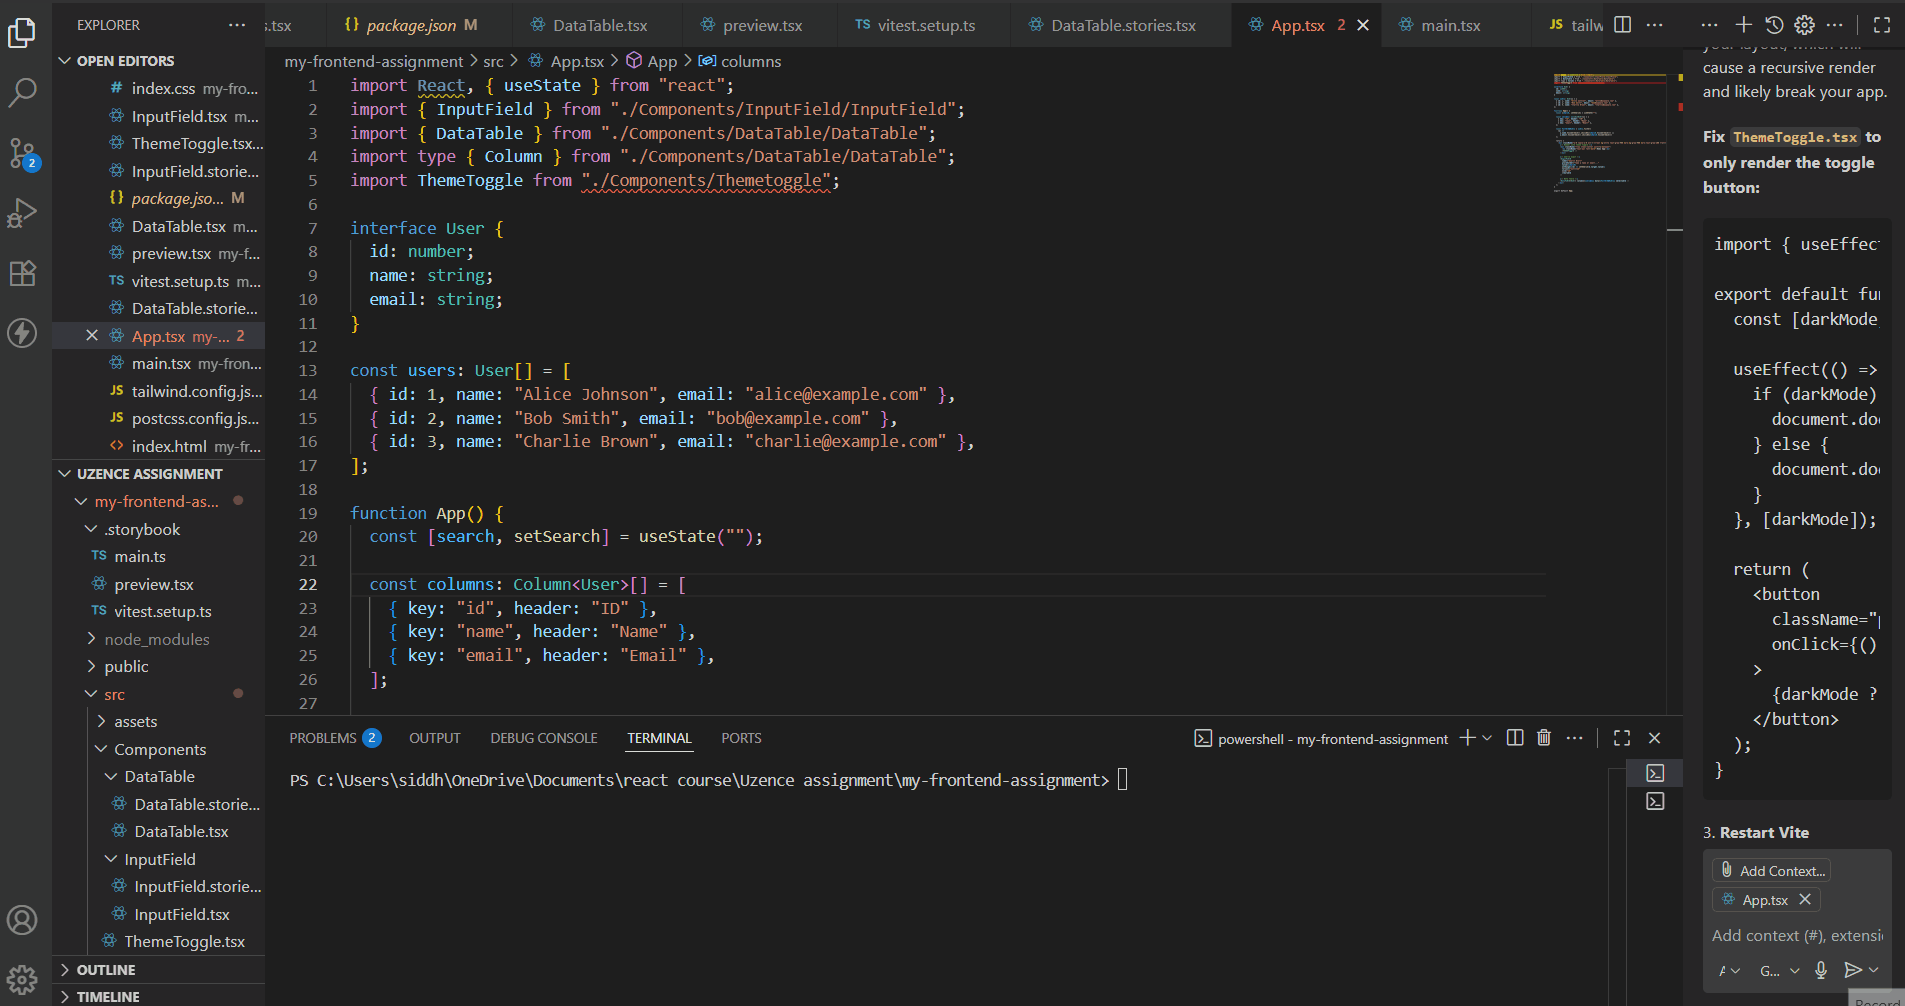 EXPLORER
OPEN EDITORS
# index.css my-fro...
InputField.tsx m...
ThemeToggle.tsx...
InputField.storie...
{} package.jso... M
DataTable.tsx m...
preview.tsx my-f...
TS vitest.setup.ts m...
DataTable.storie...
App.tsx my-... 2
main.tsx my-fron...
JS tailwind.config.js...
JS postcss.config.js...
<> index.html my-fr...
UZENCE ASSIGNMENT
my-frontend-as...
.storybook
TS main.ts
preview.tsx
TS vitest.setup.ts
node_modules
public
src
assets
Components
DataTable
DataTable.storie...
DataTable.tsx
InputField
InputField.storie...
InputField.tsx
ThemeToggle.tsx
OUTLINE
TIMELINE
2
s.tsx
{} package.json M
DataTable.tsx
preview.tsx
TS vitest.setup.ts
DataTable.stories.tsx
App.tsx 2
main.tsx
JS tailw
my-frontend-assignment > src > App.tsx > App > columns
1 import React, { useState } from "react";
2 import { InputField } from "./Components/InputField/InputField";
3 import { DataTable } from "./Components/DataTable/DataTable";
4 import type { Column } from "./Components/DataTable/DataTable";
5 import ThemeToggle from "./Components/Themetoggle";
6
7 interface User {
8 id: number;
9 name: string;
10 email: string;
11 }
12
13 const users: User[] = [
14 { id: 1, name: "Alice Johnson", email: "alice@example.com" },
15 { id: 2, name: "Bob Smith", email: "bob@example.com" },
16 { id: 3, name: "Charlie Brown", email: "charlie@example.com" },
17 ];
18
19 function App() {
20 const [search, setSearch] = useState("");
21
22 const columns: Column<User>[] = [
23 { key: "id", header: "ID" },
24 { key: "name", header: "Name" },
25 { key: "email", header: "Email" },
26 ];
27
PROBLEMS 2 OUTPUT DEBUG CONSOLE TERMINAL PORTS
powershell - my-frontend-assignment
PS C:\Users\siddh\OneDrive\Documents\react course\Uzence assignment\my-frontend-assignment>
your layout, which will
cause a recursive render
and likely break your app.
Fix ThemeToggle.tsx to
only render the toggle
button:
import { useEffect
export default fun
const [darkMode,
useEffect(() =>
if (darkMode)
document.doc
} else {
document.doc
}
}, [darkMode]);
return (
<button
className="p
onClick={()
>
{darkMode ?
</button>
);
}
3. Restart Vite
Add Context...
App.tsx
Add context (#), extensi
A
G...
Record